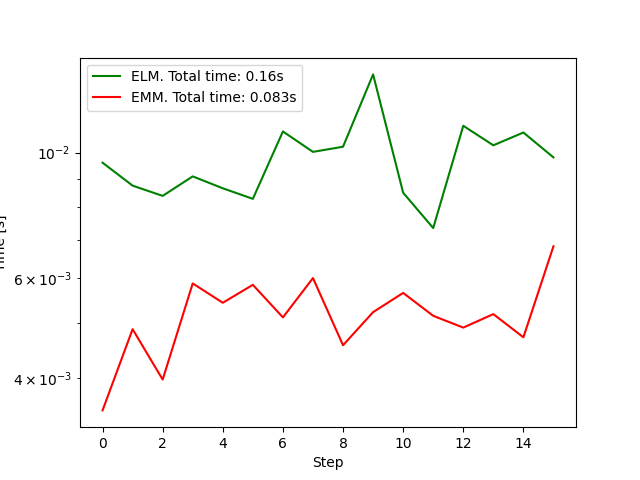 ELM. Total time: 0.16s
EMM. Total time: 0.083s
10⁻²
6 × 10⁻³
4 × 10⁻³
Time [s]
0 2 4 6 8 10 12 14
Step